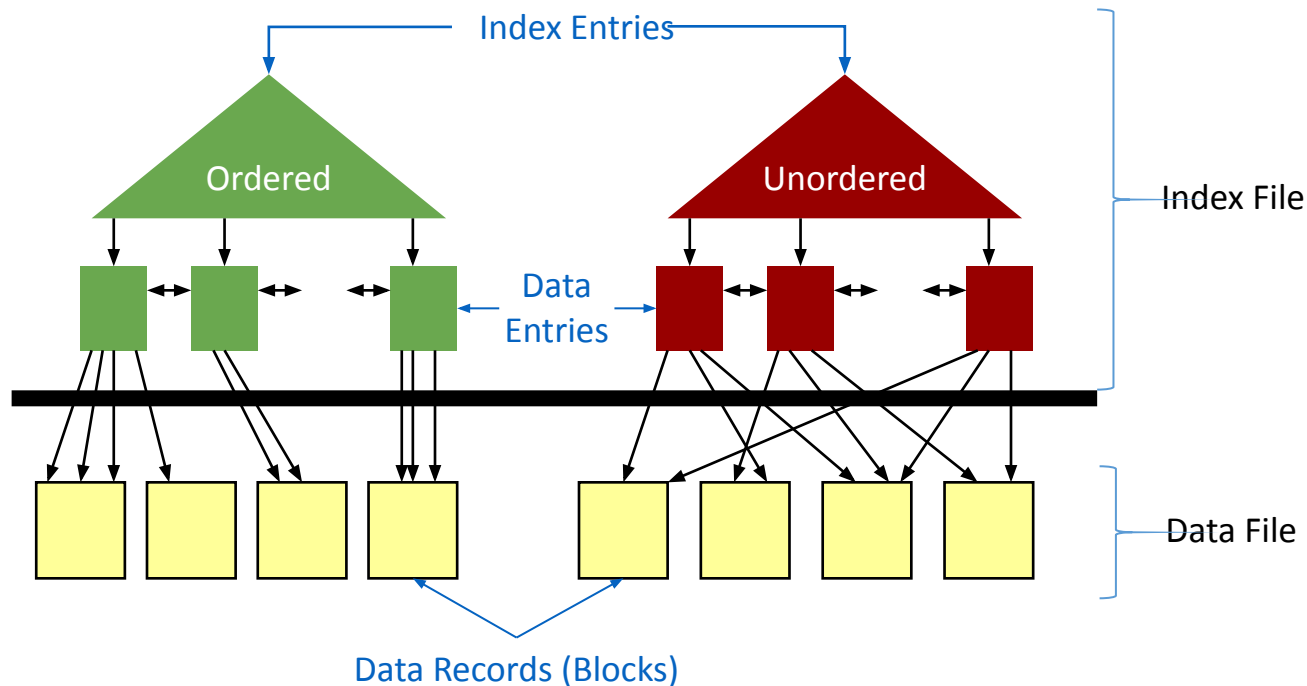 Index Entries
Ordered
Unordered
Index File
Data
Entries
Data File
Data Records (Blocks)